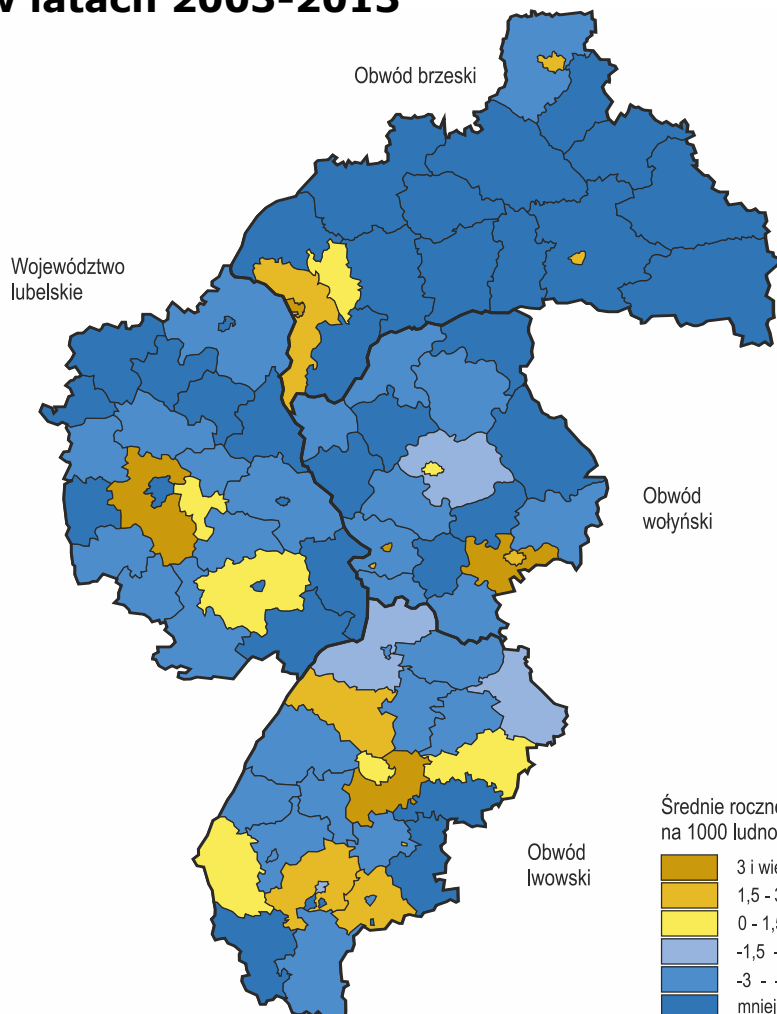 w latach 2003-2013
Obwód brzeski
Województwo
lubelskie
Obwód
wołyński
Obwód
lwowski
Średnie roczne
na 1000 ludno
3 i wię
1,5 - 3
0 - 1,5
-1,5 -
-3 - -
mniej